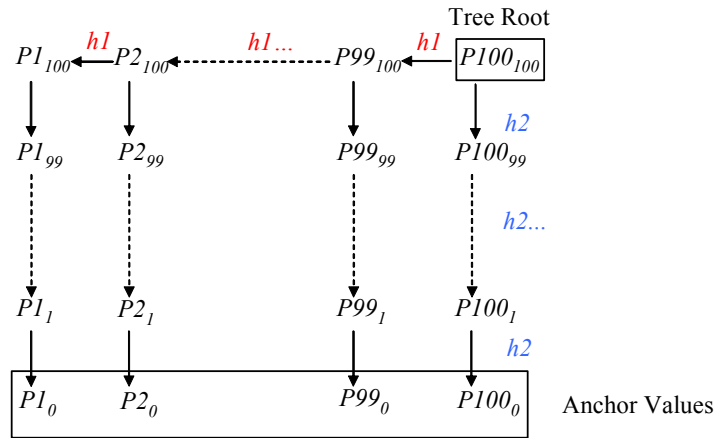 Tree Root
h1 h1... h1
P1100 P2100 P99100 P100100
h2
P199 P299 P9999 P10099
h2...
P11 P21 P991 P1001
h2
P10 P20 P990 P1000 Anchor Values